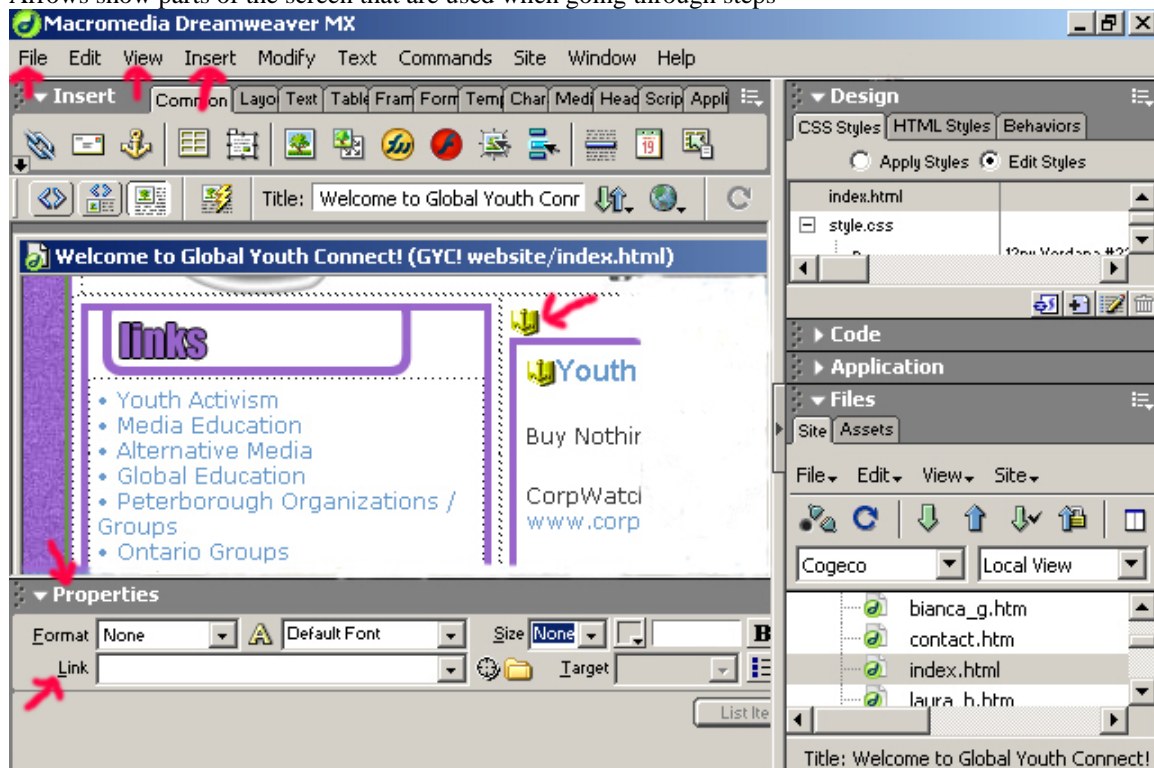 Arrows show parts of the screen that are used when going through steps
Macromedia Dreamweaver MX
File Edit View Insert Modify Text Commands Site Window Help
Insert
Common Layo Text Table Fram Form Temp Char Medi Head Scrip Appli
19
Title: Welcome to Global Youth Conr
Welcome to Global Youth Connect! (GYC! website/index.html)
links
• Youth Activism
• Media Education
• Alternative Media
• Global Education
• Peterborough Organizations /
Groups
• Ontario Groups
Youth
Buy Nothir
CorpWatcl
www.corp
Properties
Format None Default Font Size None B
Link Target
List Ite
Design
CSS Styles HTML Styles Behaviors
Apply Styles Edit Styles
index.html
style.css
Code
Application
Files
Site Assets
File Edit View Site
Cogeco Local View
bianca_g.htm
contact.htm
index.html
laura_h.htm
Title: Welcome to Global Youth Connect!